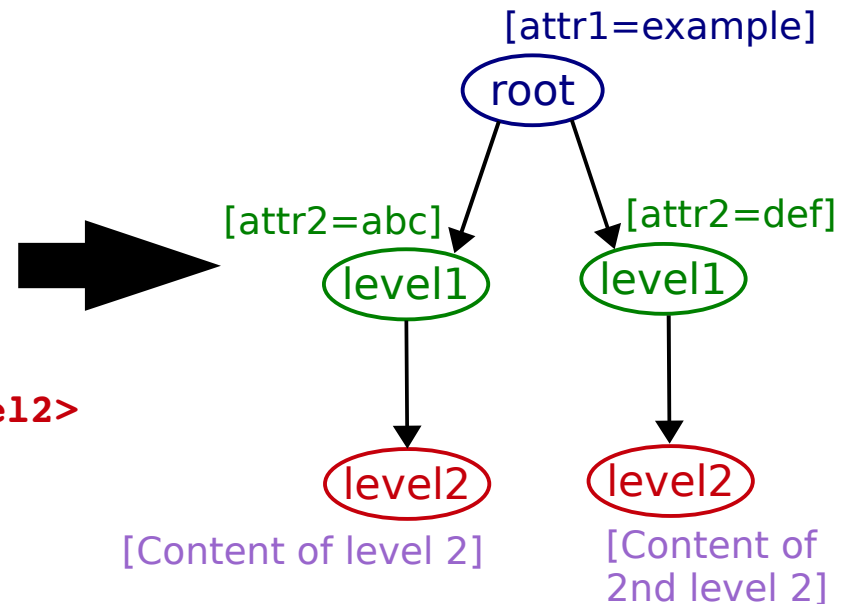 [attr1=example]
root
[attr2=abc]
[attr2=def]
level1
level1
el2>
level2
level2
[Content of level 2]
[Content of
2nd level 2]